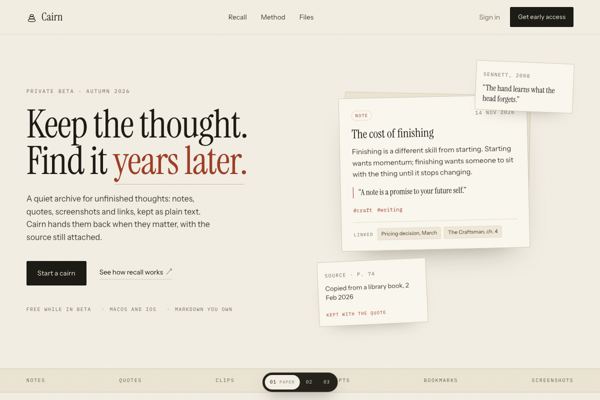 Cairn
Recall Method Files
Sign in
Get early access
PRIVATE BETA · AUTUMN 2026
Keep the thought.
Find it years later.
A quiet archive for unfinished thoughts: notes,
quotes, screenshots and links, kept as plain text.
Cairn hands them back when they matter, with the
source still attached.
Start a cairn
See how recall works ↗
FREE WHILE IN BETA · MACOS AND IOS · MARKDOWN YOU OWN
SENNETT, 2008
"The hand learns what the
head forgets."
NOTE
14 NOV 2026
The cost of finishing
Finishing is a different skill from starting. Starting
wants momentum; finishing wants someone to sit
with the thing until it stops changing.
"A note is a promise to your future self."
#craft #writing
LINKED
Pricing decision, March
The Craftsman, ch. 4
SOURCE · P. 74
Copied from a library book, 2
Feb 2026
KEPT WITH THE QUOTE
NOTES QUOTES CLIPS BOOKMARKS SCREENSHOTS
01 PAPER 02 03